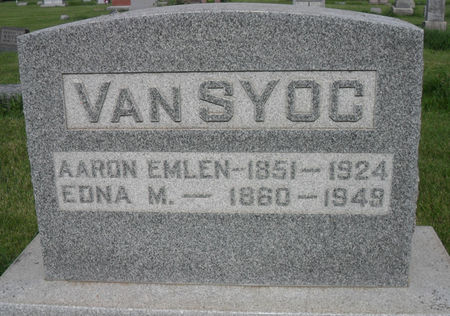 VAN SYOC
AARON EMLEN - 1851 - 1924
EDNA M. - 1860 - 1949